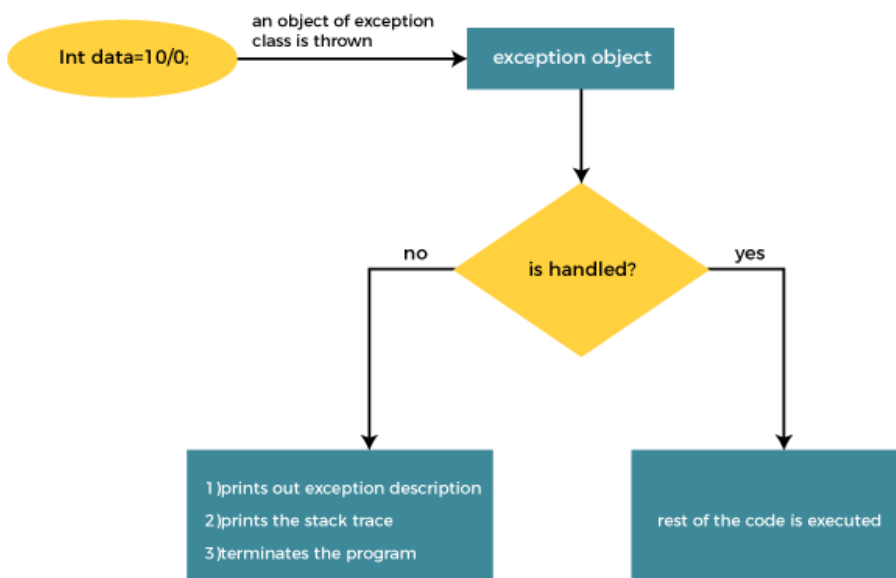 an object of exception
class is thrown
Int data=10/0;
exception object
is handled?
no
yes
1)prints out exception description
2)prints the stack trace
3)terminates the program
rest of the code is executed